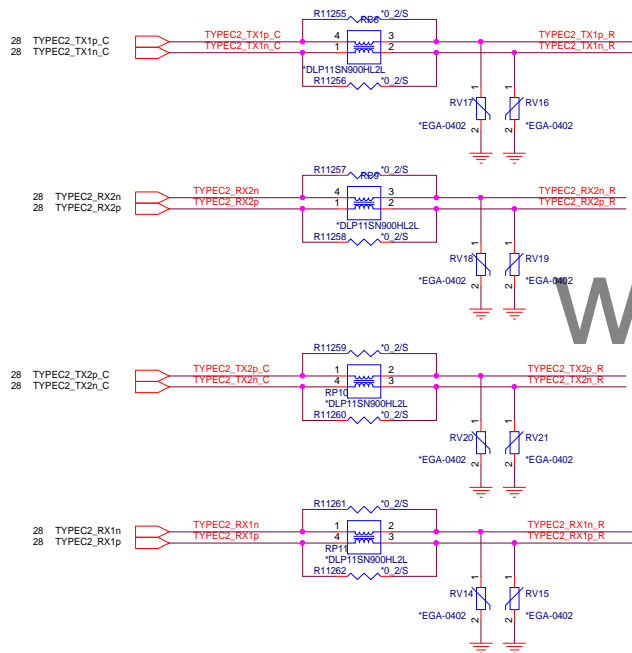 R11255 *0_2/S RP8
28 TYPEC2_TX1p_C TYPEC2_TX1p_C 4 3 TYPEC2_TX1p_R
28 TYPEC2_TX1n_C TYPEC2_TX1n_C 1 2 TYPEC2_TX1n_R
*DLP11SN900HL2L
R11256 *0_2/S
1 1
RV17 RV16
*EGA-0402 *EGA-0402
2 2
R11257 *0_2/S RP9
28 TYPEC2_RX2n TYPEC2_RX2n 4 3 TYPEC2_RX2n_R
28 TYPEC2_RX2p TYPEC2_RX2p 1 2 TYPEC2_RX2p_R
*DLP11SN900HL2L
R11258 *0_2/S
1 1
RV18 RV19
*EGA-0402 *EGA-0402
2 2
W
R11259 *0_2/S
28 TYPEC2_TX2p_C TYPEC2_TX2p_C 1 2 TYPEC2_TX2p_R
28 TYPEC2_TX2n_C TYPEC2_TX2n_C 4 3 TYPEC2_TX2n_R
RP10
*DLP11SN900HL2L
R11260 *0_2/S
1 1
RV20 RV21
*EGA-0402 *EGA-0402
2 2
R11261 *0_2/S
28 TYPEC2_RX1n TYPEC2_RX1n 1 2 TYPEC2_RX1n_R
28 TYPEC2_RX1p TYPEC2_RX1p 4 3 TYPEC2_RX1p_R
RP11
*DLP11SN900HL2L
R11262 *0_2/S
1 1
RV14 RV15
*EGA-0402 *EGA-0402
2 2